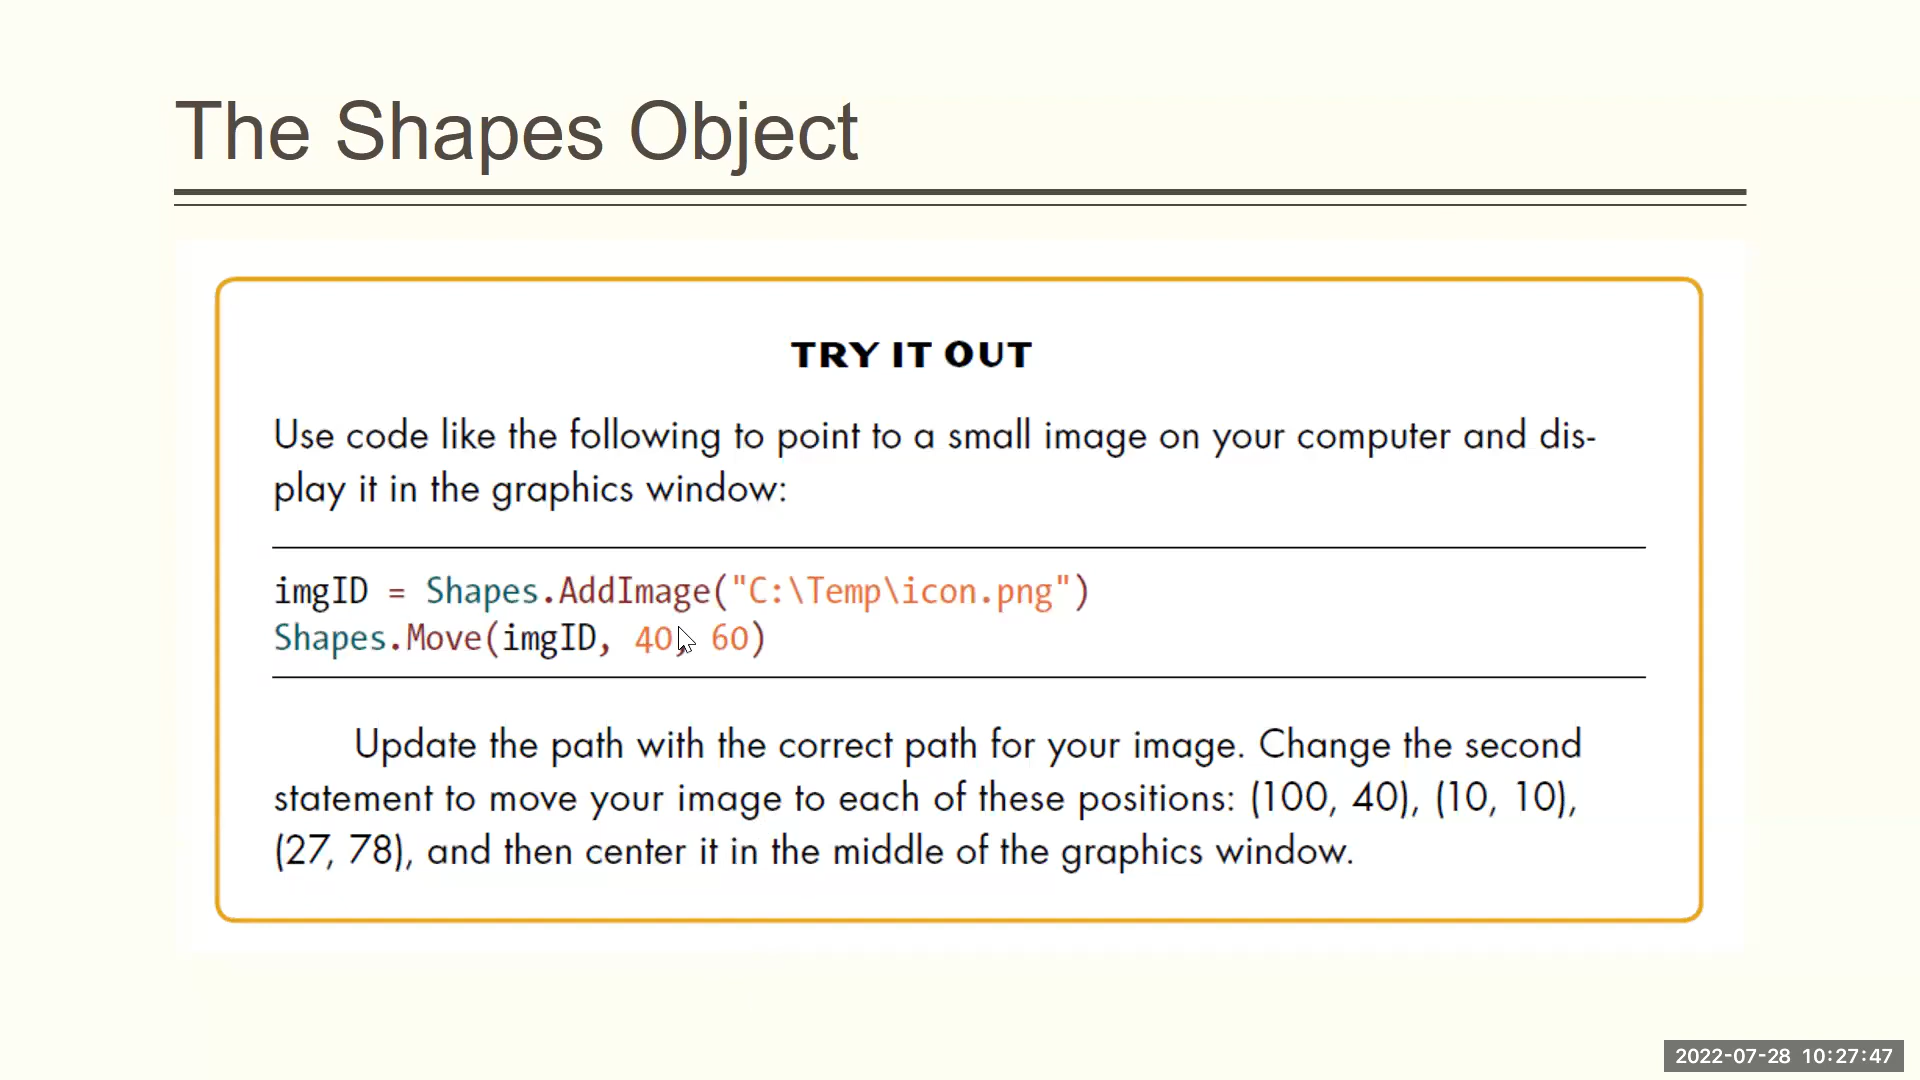 The Shapes Object
TRY IT OUT
Use code like the following to point to a small image on your computer and dis-
play it in the graphics window:
imgID = Shapes.AddImage("C:\Temp\icon.png")
Shapes.Move(imgID, 40, 60)
Update the path with the correct path for your image. Change the second
statement to move your image to each of these positions: (100, 40), (10, 10),
(27, 78), and then center it in the middle of the graphics window.
2022-07-28 10:27:47